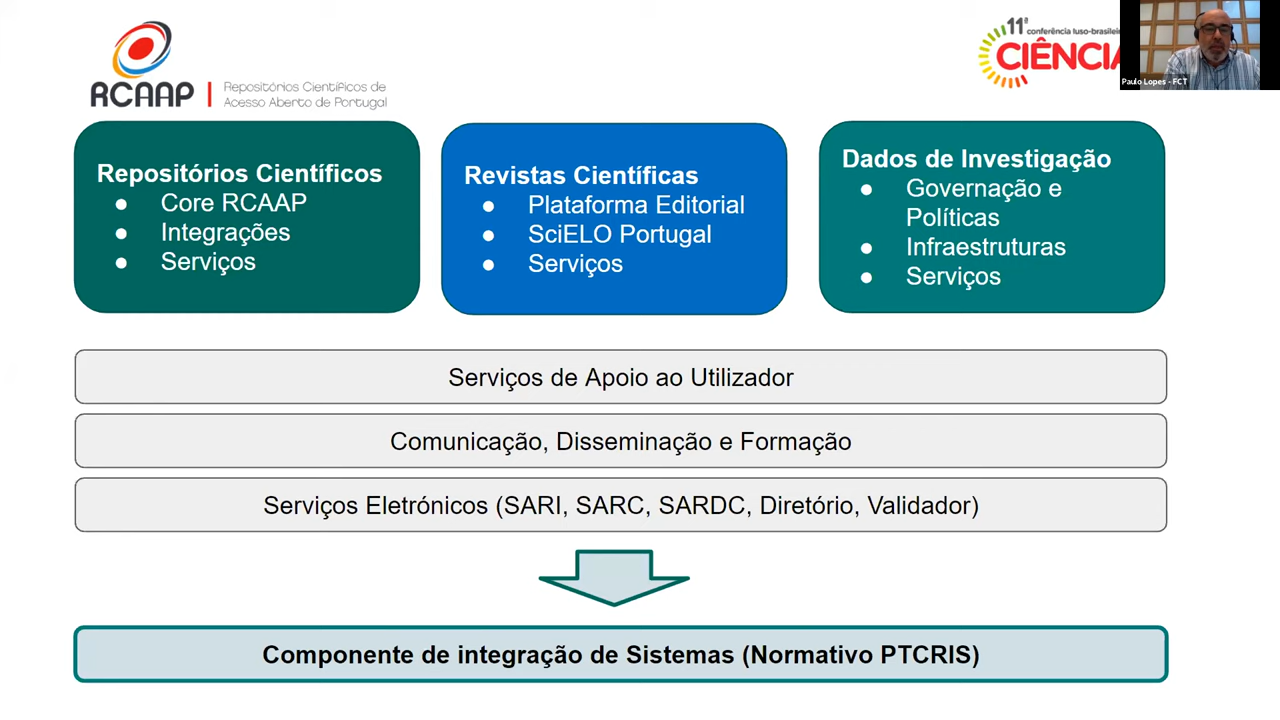 RCAAP
Repositórios Científicos de
Acesso Aberto de Portugal
11ª conferência luso-brasileir
CIÊNCIA
Paulo Lopes - FCT
Repositórios Científicos
● Core RCAAP
● Integrações
● Serviços
Revistas Científicas
● Plataforma Editorial
● SciELO Portugal
● Serviços
Dados de Investigação
● Governação e
Políticas
● Infraestruturas
● Serviços
Serviços de Apoio ao Utilizador
Comunicação, Disseminação e Formação
Serviços Eletrónicos (SARI, SARC, SARDC, Diretório, Validador)
Componente de integração de Sistemas (Normativo PTCRIS)